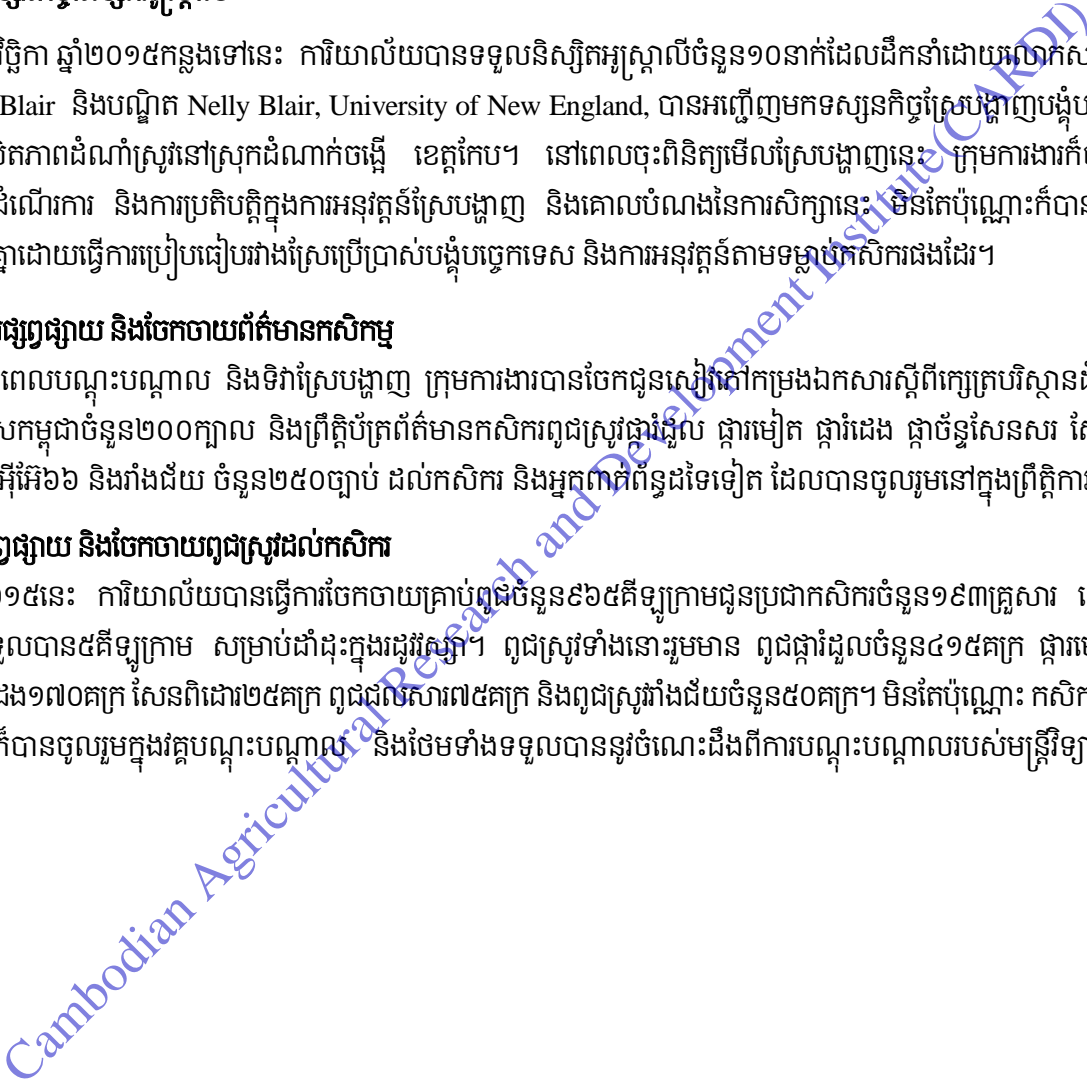 វិច្ឆិកា ឆ្នាំ២០១៥កន្លងទៅនេះ ការិយាល័យបានទទួលនិស្សិតអូស្ត្រាលីចំនួន១០នាក់ដែលដឹកនាំដោយលោកស
Blair និងបណ្ឌិត Nelly Blair, University of New England, បានអញ្ជើញមកទស្សនកិច្ចស្រែបង្ហាញបង្គុំប
ិតភាពដំណាំស្រូវនៅស្រុកដំណាក់ចង្អើ ខេត្តកែប។ នៅពេលចុះពិនិត្យមើលស្រែបង្ហាញនេះ ក្រុមការងារក៏ប
ដំណើរការ និងការប្រតិបត្តិក្នុងការអនុវត្តន៍ស្រែបង្ហាញ និងគោលបំណងនៃការសិក្សានេះ មិនតែប៉ុណ្ណោះក៏បាន
គ្នាដោយធ្វើការប្រៀបធៀបរវាងស្រែប្រើប្រាស់បង្គុំបច្ចេកទេស និងការអនុវត្តន៍តាមទម្លាប់កសិករផងដែរ។
រផ្សព្វផ្សាយ និងចែកចាយព័ត៌មានកសិកម្ម
ពេលបណ្តុះបណ្តាល និងទិវាស្រែបង្ហាញ ក្រុមការងារបានចែកជូនសៀវភៅកម្រងឯកសារស្តីពីក្សេត្របរិស្ថានដំ
សកម្ពុជាចំនួន២០០ក្បាល និងព្រឹត្តិប័ត្រព័ត៌មានកសិករពូជស្រូវផ្ការំដួល ផ្ការមៀត ផ្ការំដេង ផ្កាច័ន្ទសែនសរ សែ
អ៊ីរ៉េ៦៦ និងរាំងជ័យ ចំនួន២៥០ច្បាប់ ដល់កសិករ និងអ្នកពាក់ព័ន្ធដទៃទៀត ដែលបានចូលរួមនៅក្នុងព្រឹត្តិការ
ព្វផ្សាយ និងចែកចាយពូជស្រូវដល់កសិករ
១៥នេះ ការិយាល័យបានធ្វើការចែកចាយគ្រាប់ពូជចំនួន៩៦៥គីឡូក្រាមជូនប្រជាកសិករចំនួន១៩៣គ្រួសារ
ួលបាន៥គីឡូក្រាម សម្រាប់ដាំដុះក្នុងរដូវវស្សា។ ពូជស្រូវទាំងនោះរួមមាន ពូជផ្ការំដួលចំនួន៤១៥គក្រ ផ្ការមេ
ដង១៧០គក្រ សែនពិដោរ២៥គក្រ ពូជជលសារ៧៥គក្រ និងពូជស្រូវរាំងជ័យចំនួន៥០គក្រ។ មិនតែប៉ុណ្ណោះ កសិក
ក៏បានចូលរួមក្នុងវគ្គបណ្តុះបណ្តាល និងថែមទាំងទទួលបាននូវចំណេះដឹងពីការបណ្តុះបណ្តាលរបស់មន្ត្រីវិទ្យា
Cambodian Agricultural Research and Development Institute(CARDI)